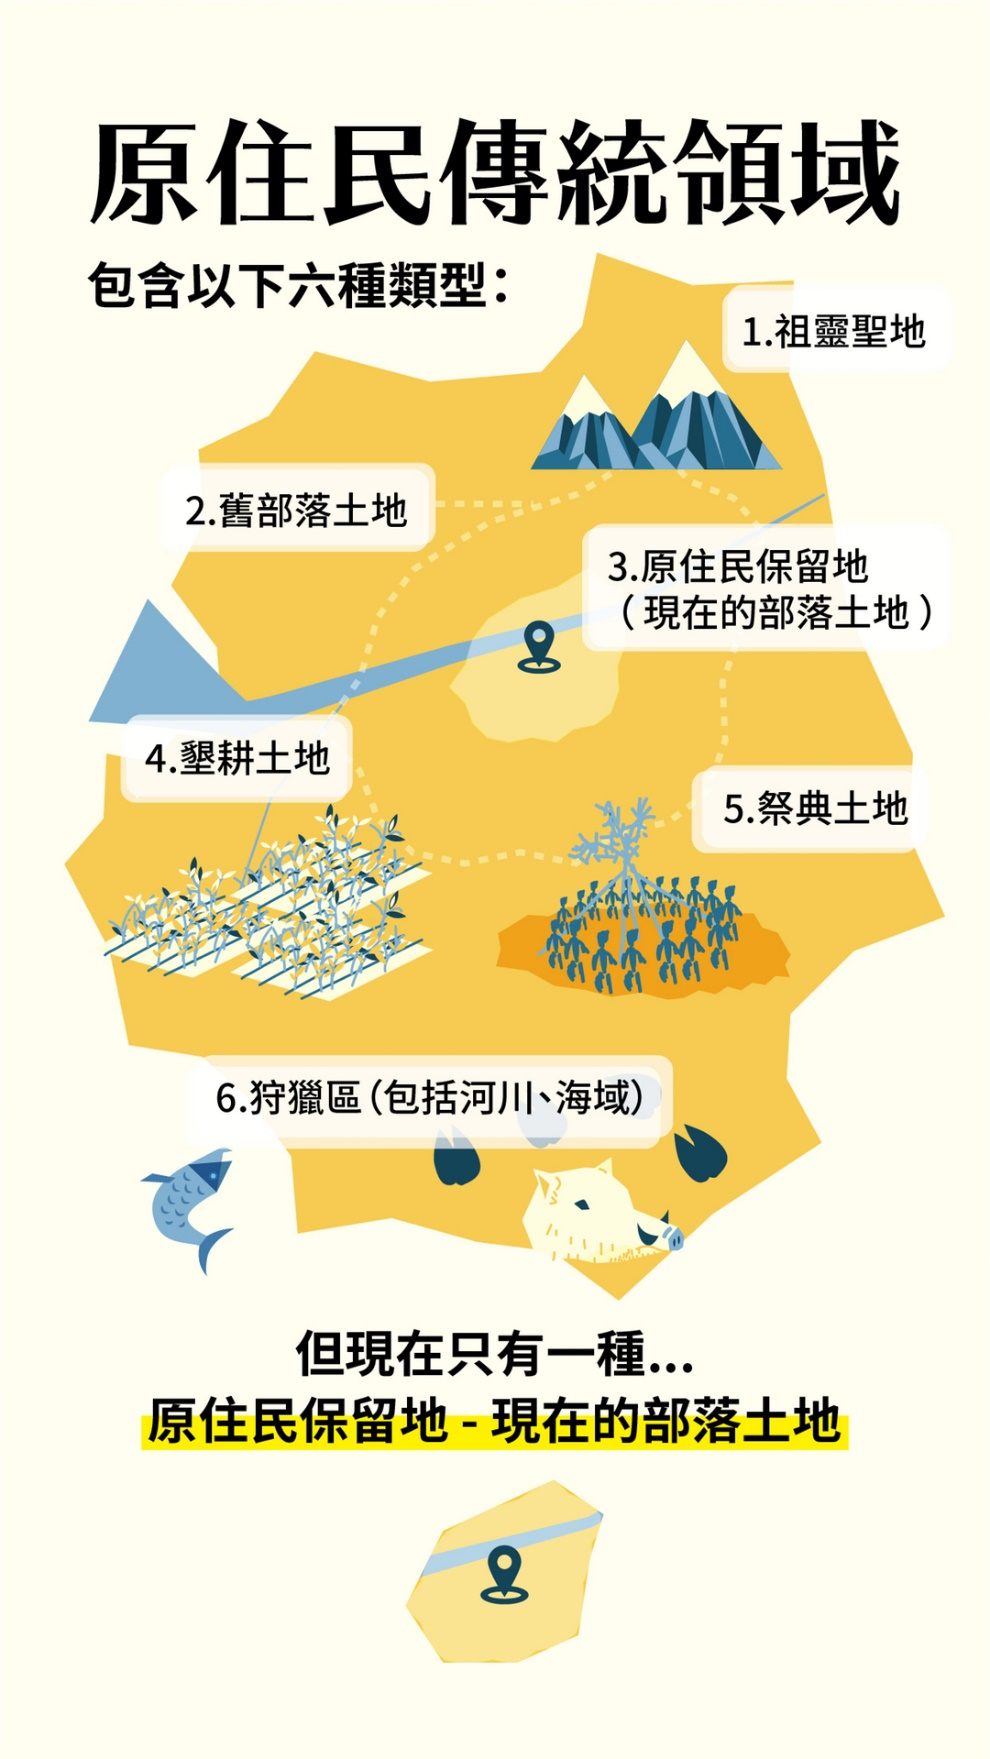 原住民傳統領域
包含以下六種類型：
1.祖靈聖地
2.舊部落土地
3.原住民保留地
（現在的部落土地）
4.墾耕土地
5.祭典土地
6.狩獵區（包括河川、海域）
但現在只有一種...
原住民保留地 - 現在的部落土地